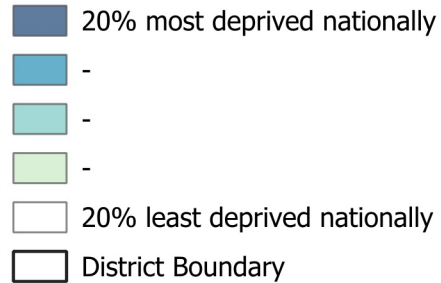 20% most deprived nationally
-
-
-
20% least deprived nationally
District Boundary